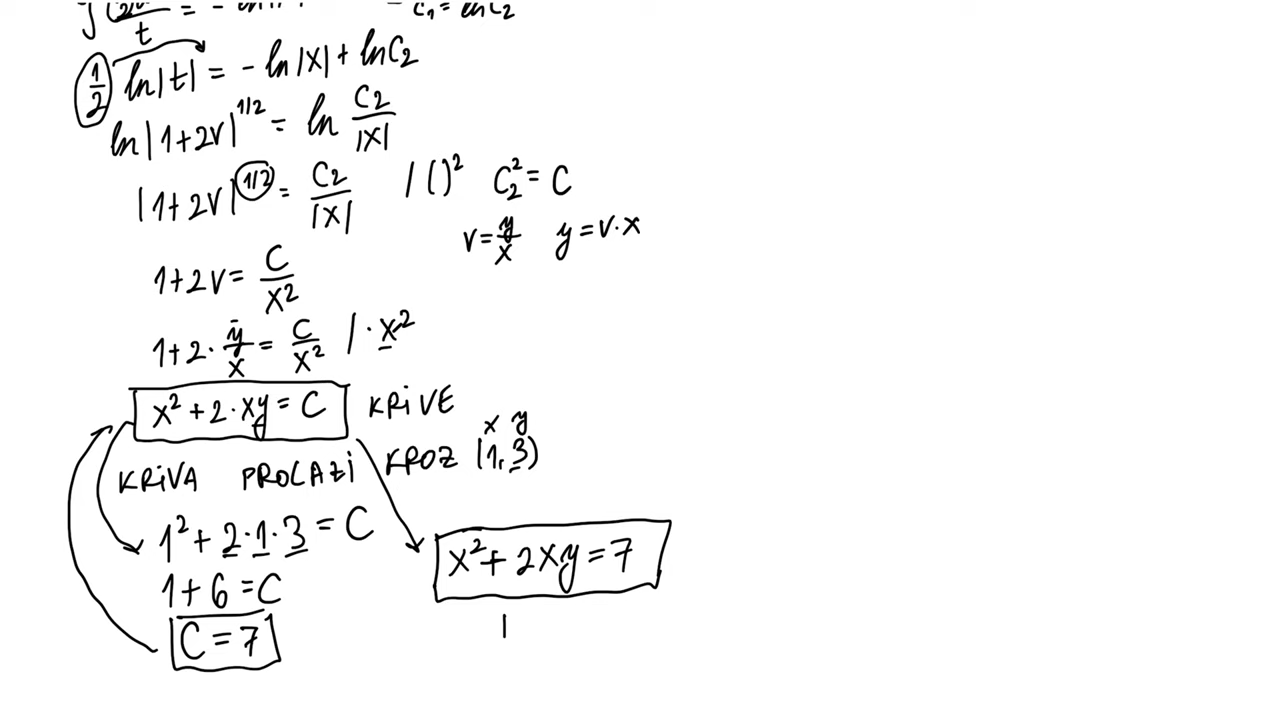 C₁ = lnC₂
1/2 ln|t| = - ln|x| + lnC₂
ln|1+2v|^1/2 = ln C₂/|x|
|1+2v|^1/2 = C₂/|x| / ()² C₂² = C
v = y/x y = v·x
1+2v = C/x²
1+2·y/x = C/x² / ·x²
x² + 2·xy = C KRIVE
x y
KRIVA PROLAZI KROZ (1,3)
1² + 2·1·3 = C
x² + 2xy = 7
1 + 6 = C
C = 7